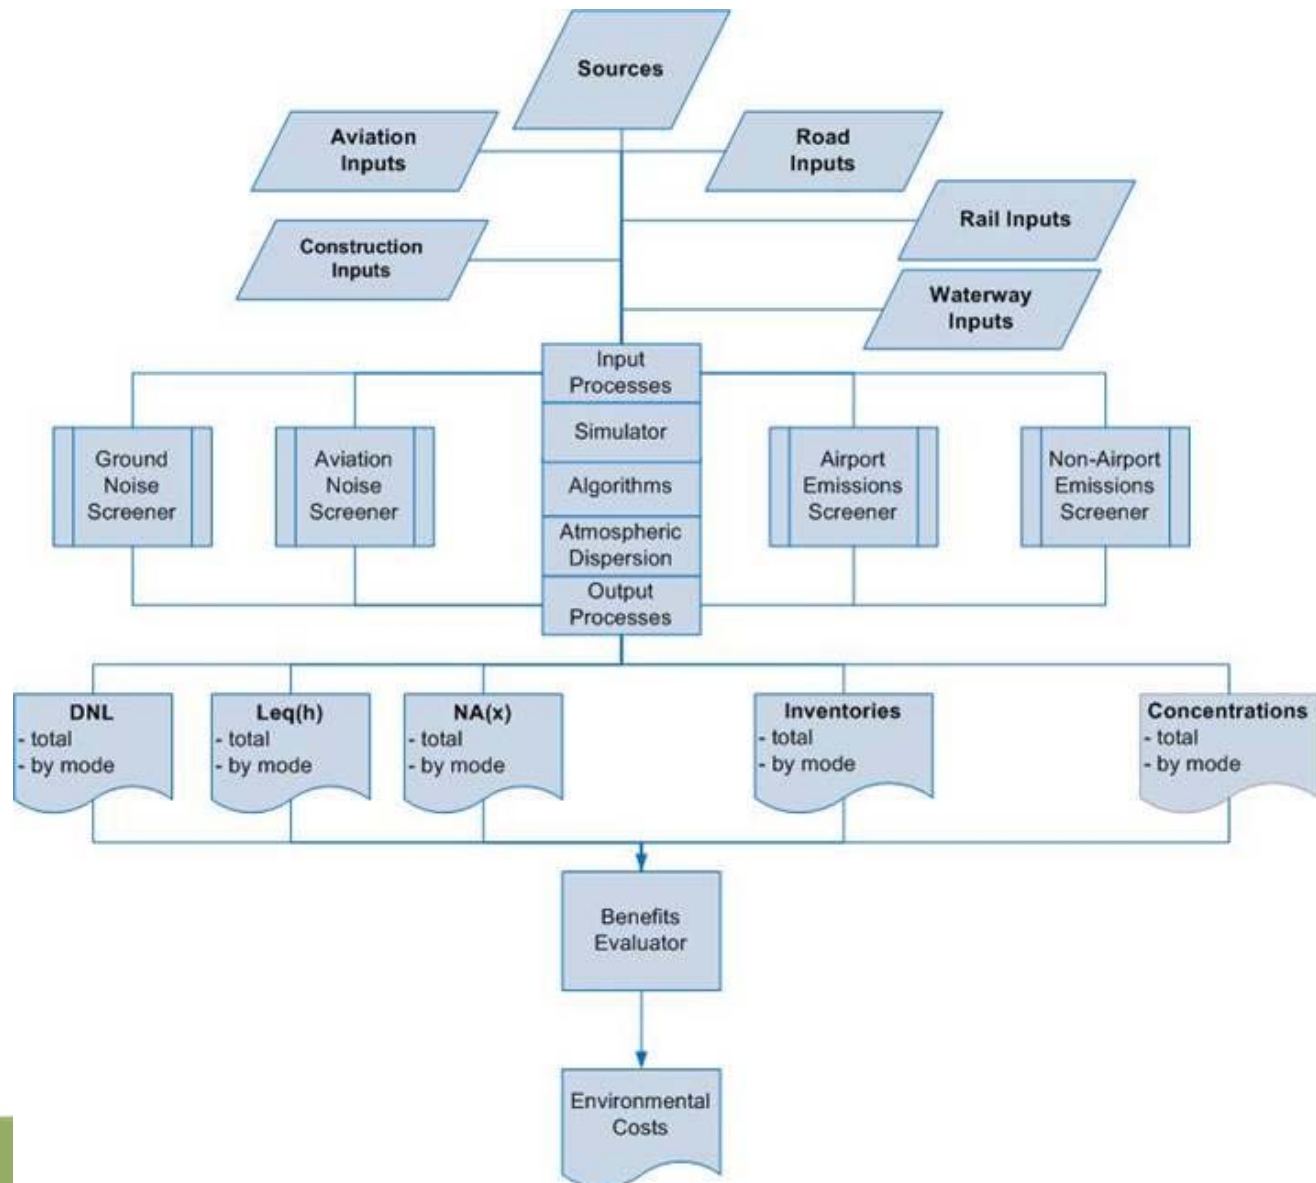 Sources
Aviation
Inputs
Road
Inputs
Rail Inputs
Construction
Inputs
Waterway
Inputs
Input
Processes
Simulator
Algorithms
Atmospheric
Dispersion
Output
Processes
Ground
Noise
Screener
Aviation
Noise
Screener
Airport
Emissions
Screener
Non-Airport
Emissions
Screener
DNL
- total
- by mode
Leq(h)
- total
- by mode
NA(x)
- total
- by mode
Inventories
- total
- by mode
Concentrations
- total
- by mode
Benefits
Evaluator
Environmental
Costs